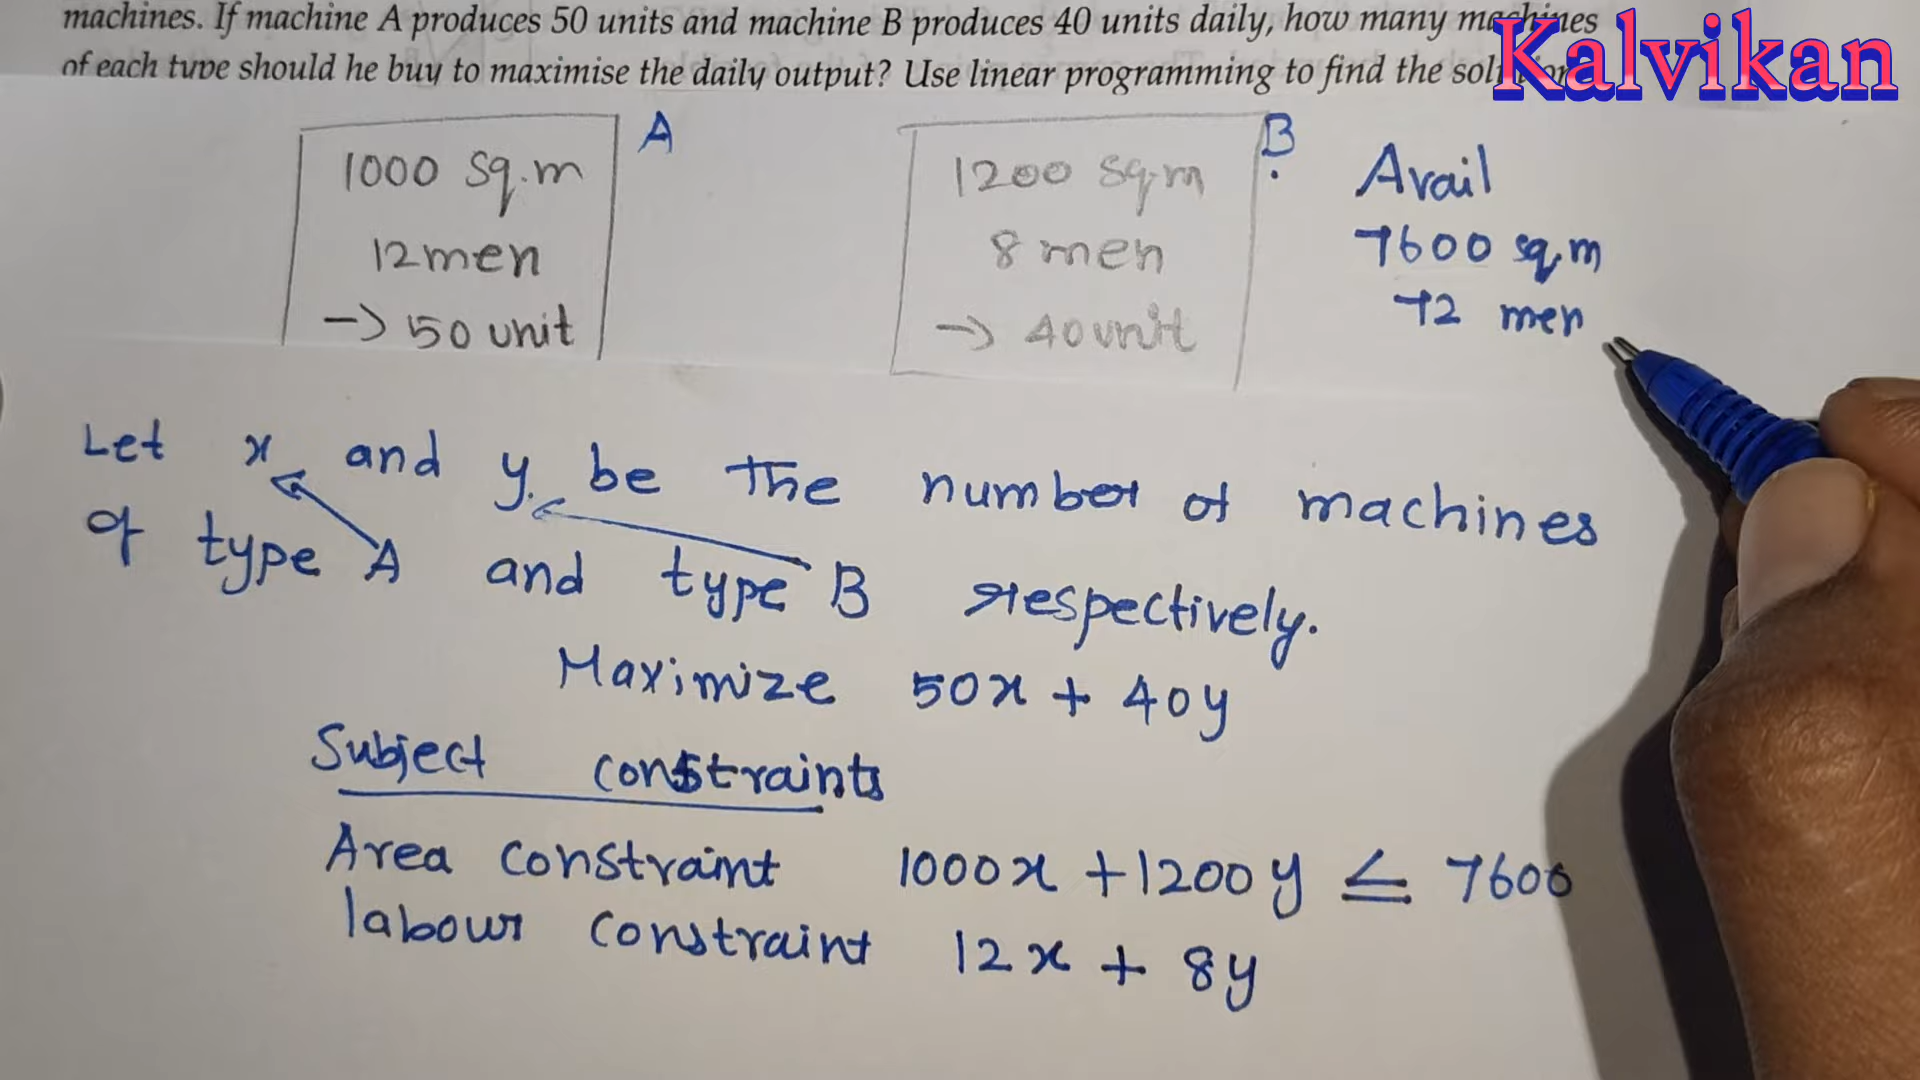 machines. If machine A produces 50 units and machine B produces 40 units daily, how many machines
of each type should he buy to maximise the daily output? Use linear programming to find the
Kalvikan
1000 sq.m A
12 men
-> 50 unit
1200 sq.m B
8 men
-> 40 unit
Avail
7600 sq.m
72 men
Let x and y be the number of machines
of type A and type B respectively.
Maximize 50x + 40y
Subject constraints
Area constraint 1000x + 1200y ≤ 7600
labour constraint 12x + 8y